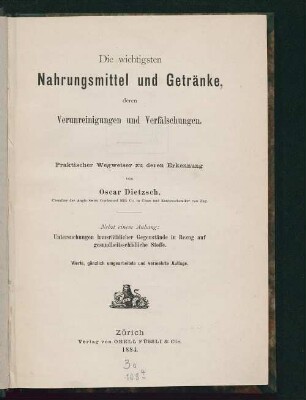 Die wichtigsten
Nahrungsmittel und Getränke,
deren
Verunreinigungen und Verfälschungen.
Praktischer Wegweiser zu deren Erkennung
von
Oscar Dietzsch.
Nebst einem Anhang:
Untersuchungen hausräthlicher Gegenstände in Bezug auf
gesundheitsschädliche Stoffe.
Vierte, gänzlich umgearbeitete und vermehrte Auflage.
Zürich
Verlag von ORELL FÜSSLI & Cie.
1884.